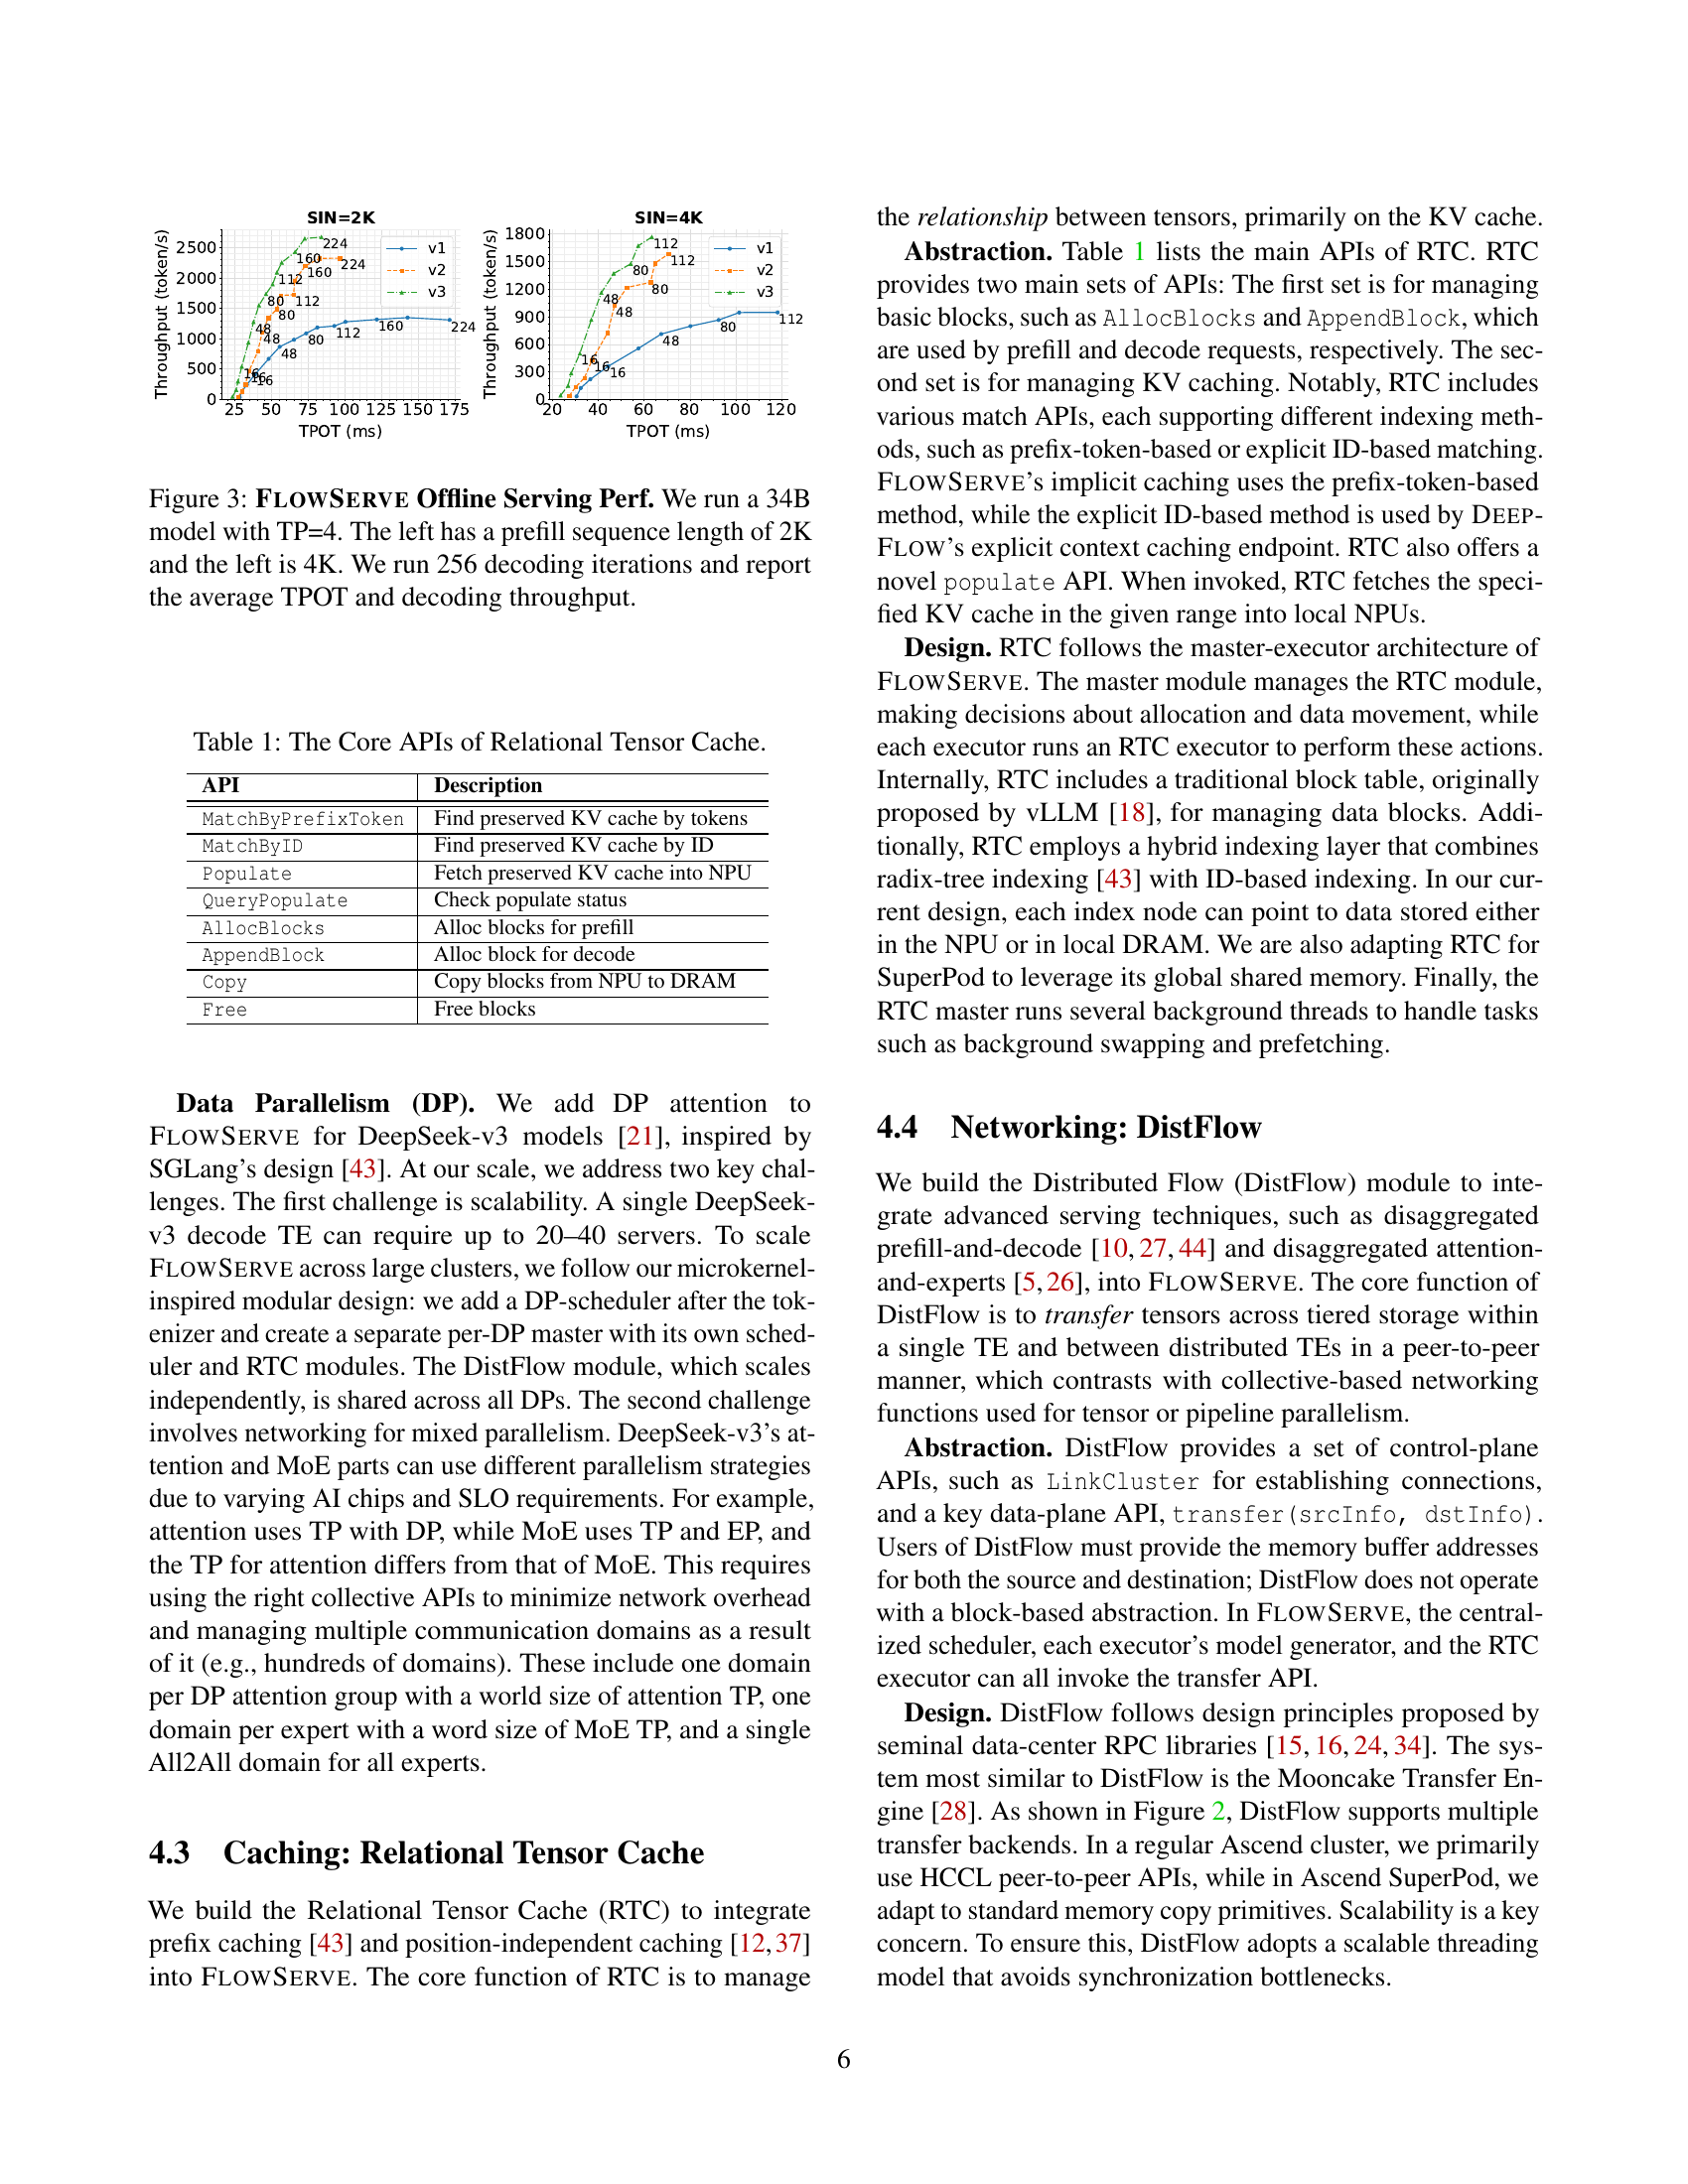 SIN=2K
Throughput (token/s)
2500
2000
1500
1000
500
0
25 50 75 100 125 150 175
TPOT (ms)
v1
v2
v3
224
160
224
160
112
112
80
80
48
48
48
80
112
160
224
16
16
16
SIN=4K
Throughput (token/s)
1800
1500
1200
900
600
300
0
20 40 60 80 100 120
TPOT (ms)
v1
v2
v3
112
112
80
80
48
48
48
80
112
16
16
16
Figure 3: FLOWSERVE Offline Serving Perf. We run a 34B
model with TP=4. The left has a prefill sequence length of 2K
and the left is 4K. We run 256 decoding iterations and report
the average TPOT and decoding throughput.
Table 1: The Core APIs of Relational Tensor Cache.
API Description
MatchByPrefixToken Find preserved KV cache by tokens
MatchByID Find preserved KV cache by ID
Populate Fetch preserved KV cache into NPU
QueryPopulate Check populate status
AllocBlocks Alloc blocks for prefill
AppendBlock Alloc block for decode
Copy Copy blocks from NPU to DRAM
Free Free blocks
Data Parallelism (DP). We add DP attention to
FLOWSERVE for DeepSeek-v3 models [21], inspired by
SGLang's design [43]. At our scale, we address two key chal-
lenges. The first challenge is scalability. A single DeepSeek-
v3 decode TE can require up to 20–40 servers. To scale
FLOWSERVE across large clusters, we follow our microkernel-
inspired modular design: we add a DP-scheduler after the tok-
enizer and create a separate per-DP master with its own sched-
uler and RTC modules. The DistFlow module, which scales
independently, is shared across all DPs. The second challenge
involves networking for mixed parallelism. DeepSeek-v3's at-
tention and MoE parts can use different parallelism strategies
due to varying AI chips and SLO requirements. For example,
attention uses TP with DP, while MoE uses TP and EP, and
the TP for attention differs from that of MoE. This requires
using the right collective APIs to minimize network overhead
and managing multiple communication domains as a result
of it (e.g., hundreds of domains). These include one domain
per DP attention group with a world size of attention TP, one
domain per expert with a word size of MoE TP, and a single
All2All domain for all experts.
4.3 Caching: Relational Tensor Cache
We build the Relational Tensor Cache (RTC) to integrate
prefix caching [43] and position-independent caching [12,37]
into FLOWSERVE. The core function of RTC is to manage
the relationship between tensors, primarily on the KV cache.
Abstraction. Table 1 lists the main APIs of RTC. RTC
provides two main sets of APIs: The first set is for managing
basic blocks, such as AllocBlocks and AppendBlock, which
are used by prefill and decode requests, respectively. The sec-
ond set is for managing KV caching. Notably, RTC includes
various match APIs, each supporting different indexing meth-
ods, such as prefix-token-based or explicit ID-based matching.
FLOWSERVE's implicit caching uses the prefix-token-based
method, while the explicit ID-based method is used by DEEP-
FLOW's explicit context caching endpoint. RTC also offers a
novel populate API. When invoked, RTC fetches the speci-
fied KV cache in the given range into local NPUs.
Design. RTC follows the master-executor architecture of
FLOWSERVE. The master module manages the RTC module,
making decisions about allocation and data movement, while
each executor runs an RTC executor to perform these actions.
Internally, RTC includes a traditional block table, originally
proposed by vLLM [18], for managing data blocks. Addi-
tionally, RTC employs a hybrid indexing layer that combines
radix-tree indexing [43] with ID-based indexing. In our cur-
rent design, each index node can point to data stored either
in the NPU or in local DRAM. We are also adapting RTC for
SuperPod to leverage its global shared memory. Finally, the
RTC master runs several background threads to handle tasks
such as background swapping and prefetching.
4.4 Networking: DistFlow
We build the Distributed Flow (DistFlow) module to inte-
grate advanced serving techniques, such as disaggregated
prefill-and-decode [10,27,44] and disaggregated attention-
and-experts [5,26], into FLOWSERVE. The core function of
DistFlow is to transfer tensors across tiered storage within
a single TE and between distributed TEs in a peer-to-peer
manner, which contrasts with collective-based networking
functions used for tensor or pipeline parallelism.
Abstraction. DistFlow provides a set of control-plane
APIs, such as LinkCluster for establishing connections,
and a key data-plane API, transfer(srcInfo, dstInfo).
Users of DistFlow must provide the memory buffer addresses
for both the source and destination; DistFlow does not operate
with a block-based abstraction. In FLOWSERVE, the central-
ized scheduler, each executor's model generator, and the RTC
executor can all invoke the transfer API.
Design. DistFlow follows design principles proposed by
seminal data-center RPC libraries [15,16,24,34]. The sys-
tem most similar to DistFlow is the Mooncake Transfer En-
gine [28]. As shown in Figure 2, DistFlow supports multiple
transfer backends. In a regular Ascend cluster, we primarily
use HCCL peer-to-peer APIs, while in Ascend SuperPod, we
adapt to standard memory copy primitives. Scalability is a key
concern. To ensure this, DistFlow adopts a scalable threading
model that avoids synchronization bottlenecks.
6